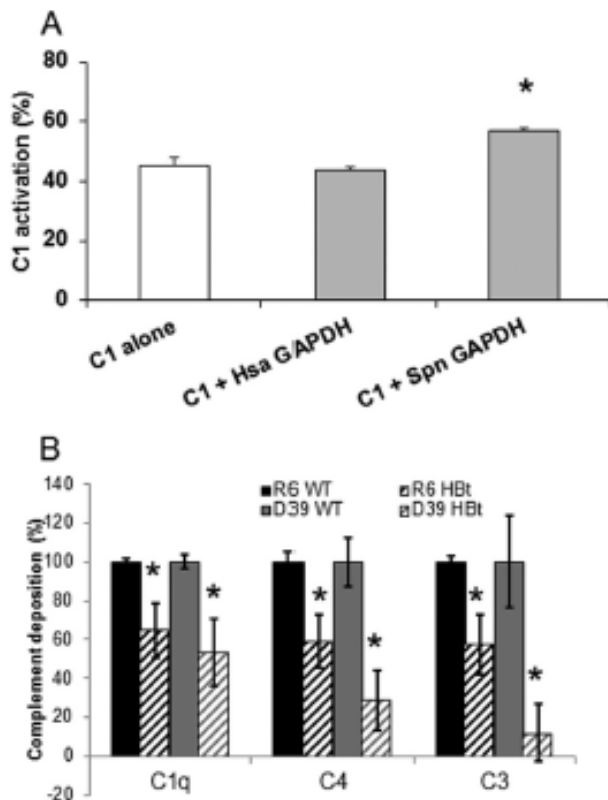 A
C1 activation (%)
80
60
40
20
0
*
C1 alone
C1 + Hsa GAPDH
C1 + Spn GAPDH
B
Complement deposition (%)
140
120
100
80
60
40
20
0
-20
R6 WT
R6 HBt
D39 WT
D39 HBt
*
*
*
*
*
*
C1q
C4
C3